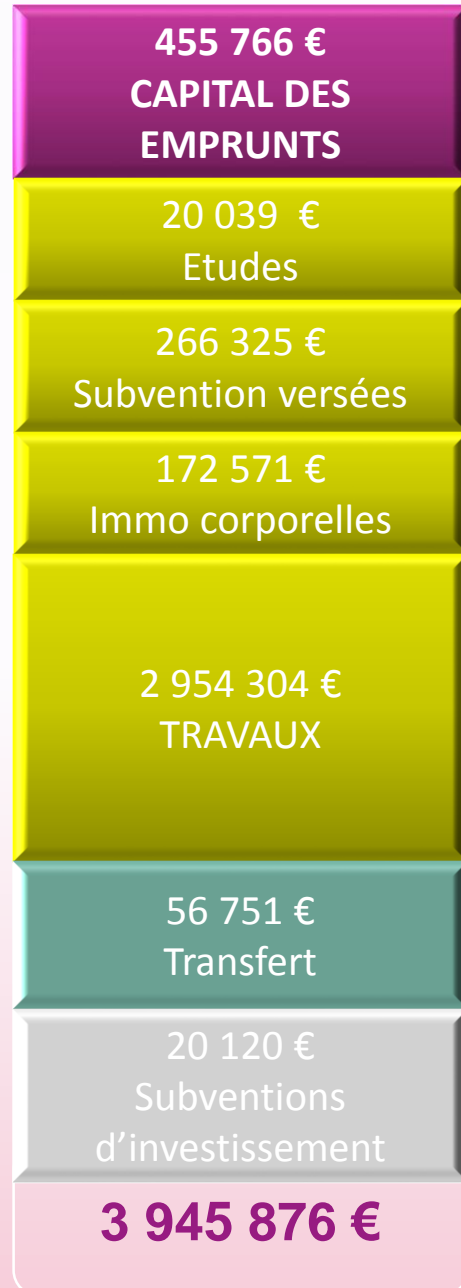 455 766 €
CAPITAL DES
EMPRUNTS
20 039 €
Etudes
266 325 €
Subvention versées
172 571 €
Immo corporelles
2 954 304 €
TRAVAUX
56 751 €
Transfert
20 120 €
Subventions
d’investissement
3 945 876 €